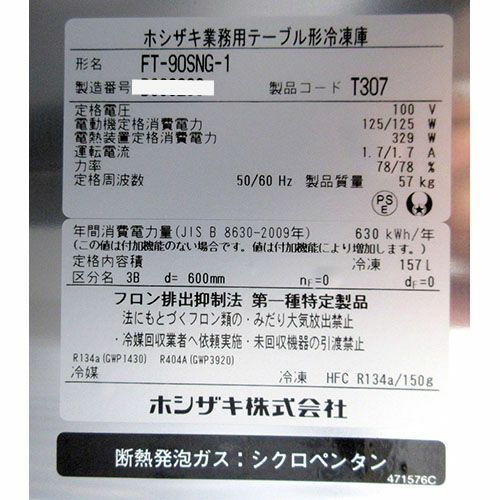 ホシザキ業務用テーブル形冷凍庫
形名 FT-90SNG-1
製造番号 製品コード T307
定格電圧 100 V
電動機定格消費電力 125/125 W
電熱装置定格消費電力 329 W
運転電流 1.7/1.7 A
力率 78/78 %
定格周波数 50/60 Hz 製品質量 57 kg
PS E
年間消費電力量(JIS B 8630-2009年) 630 kWh/年
(この値は付加機能のない場合です。値は付加機能により増加します。)
定格内容積 冷凍 157 L
区分名 3B d= 600mm nF=0 dF=0
フロン排出抑制法 第一種特定製品
法にもとづくフロン類の・みだり大気放出禁止
・冷媒回収業者へ依頼実施・未回収機器の引渡禁止
R134a(GWP1430) R404A(GWP3920)
冷媒 冷凍 HFC R134a/150g
ホシザキ株式会社
断熱発泡ガス:シクロペンタン
471576C